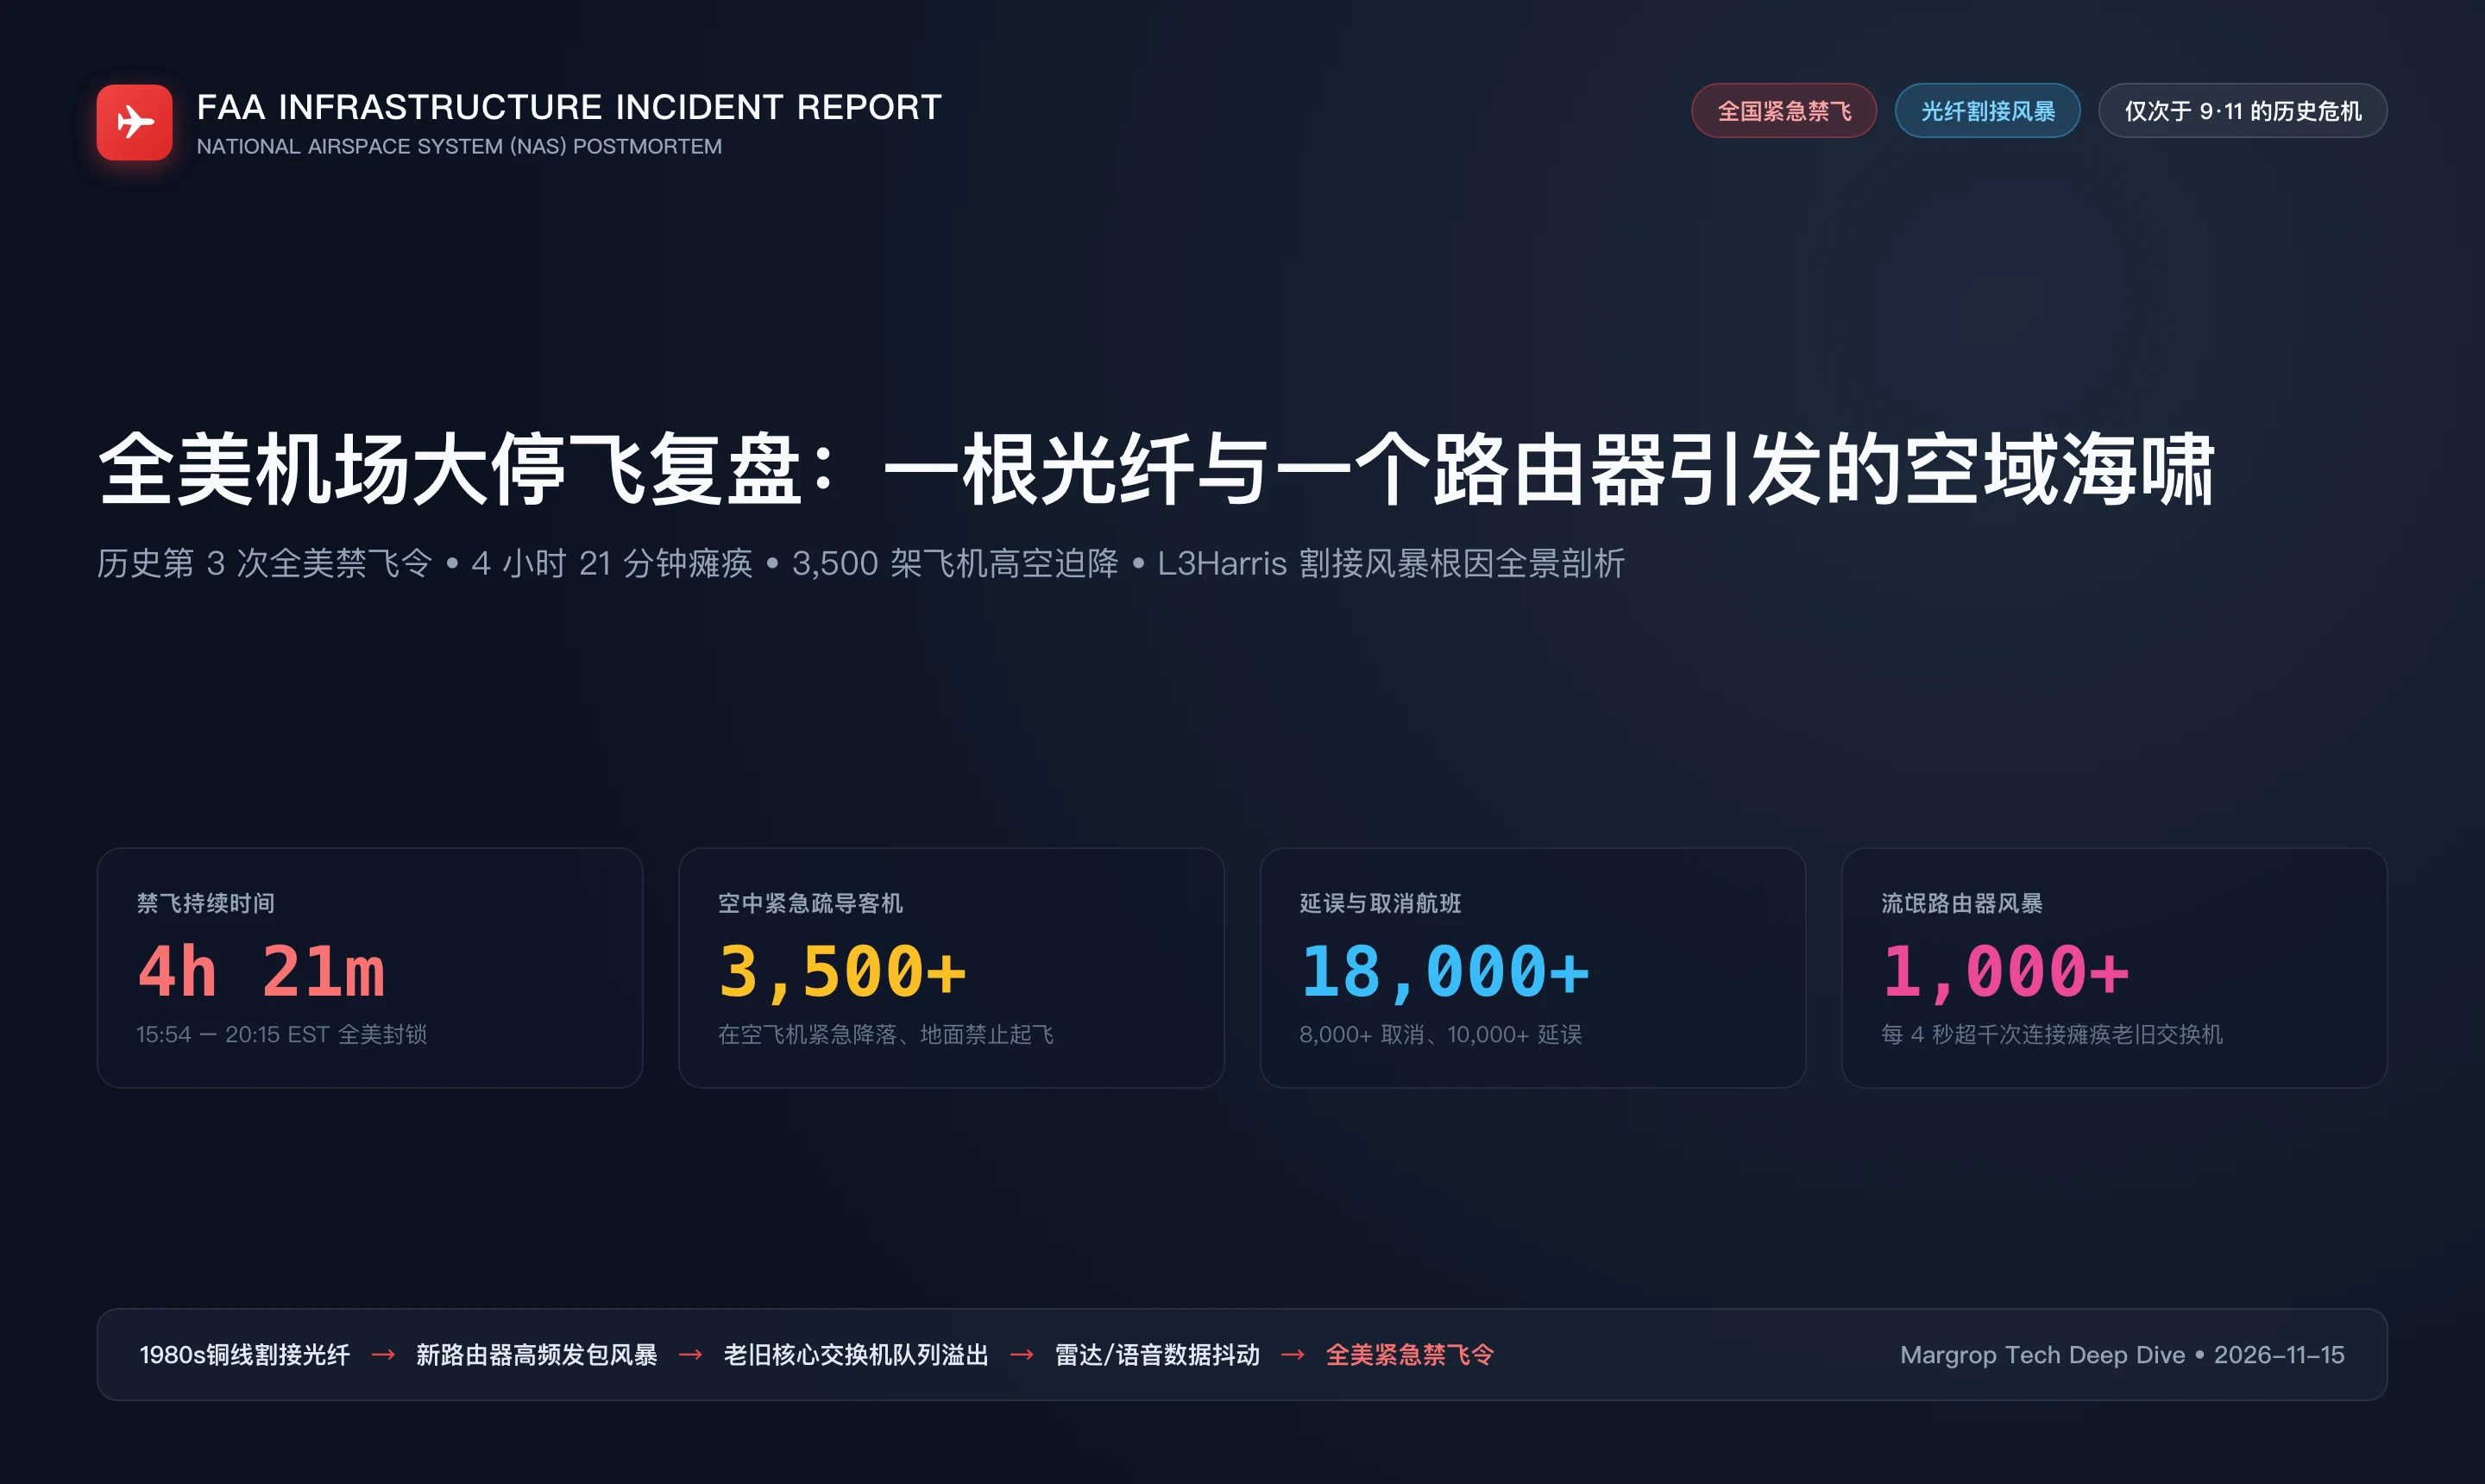 FAA INFRASTRUCTURE INCIDENT REPORT
NATIONAL AIRSPACE SYSTEM (NAS) POSTMORTEM
全国紧急禁飞
光纤割接风暴
仅次于 9·11 的历史危机
全美机场大停飞复盘：一根光纤与一个路由器引发的空域海啸
历史第 3 次全美禁飞令 • 4 小时 21 分钟瘫痪 • 3,500 架飞机高空迫降 • L3Harris 割接风暴根因全景剖析
禁飞持续时间
4h 21m
15:54 — 20:15 EST 全美封锁
空中紧急疏导客机
3,500+
在空飞机紧急降落、地面禁止起飞
延误与取消航班
18,000+
8,000+ 取消、10,000+ 延误
流氓路由器风暴
1,000+
每 4 秒超千次连接瘫痪老旧交换机
1980s铜线割接光纤 → 新路由器高频发包风暴 → 老旧核心交换机队列溢出 → 雷达/语音数据抖动 → 全美紧急禁飞令
Margrop Tech Deep Dive • 2026-11-15